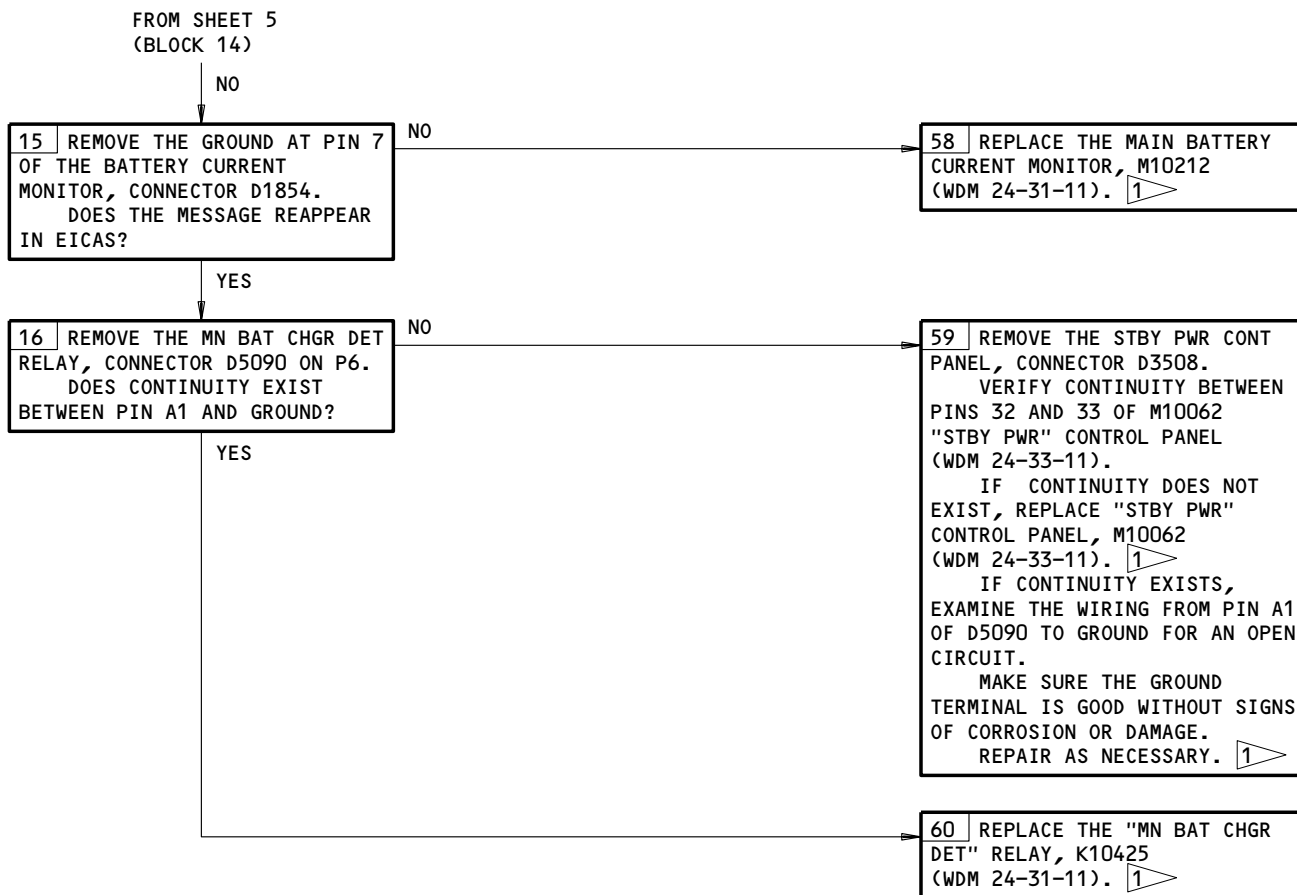 FROM SHEET 5
(BLOCK 14)
NO
15 REMOVE THE GROUND AT PIN 7
OF THE BATTERY CURRENT
MONITOR, CONNECTOR D1854.
DOES THE MESSAGE REAPPEAR
IN EICAS?
NO
58 REPLACE THE MAIN BATTERY
CURRENT MONITOR, M10212
(WDM 24-31-11). 1
YES
16 REMOVE THE MN BAT CHGR DET
RELAY, CONNECTOR D5090 ON P6.
DOES CONTINUITY EXIST
BETWEEN PIN A1 AND GROUND?
NO
59 REMOVE THE STBY PWR CONT
PANEL, CONNECTOR D3508.
VERIFY CONTINUITY BETWEEN
PINS 32 AND 33 OF M10062
"STBY PWR" CONTROL PANEL
(WDM 24-33-11).
IF CONTINUITY DOES NOT
EXIST, REPLACE "STBY PWR"
CONTROL PANEL, M10062
(WDM 24-33-11). 1
IF CONTINUITY EXISTS,
EXAMINE THE WIRING FROM PIN A1
OF D5090 TO GROUND FOR AN OPEN
CIRCUIT.
MAKE SURE THE GROUND
TERMINAL IS GOOD WITHOUT SIGNS
OF CORROSION OR DAMAGE.
REPAIR AS NECESSARY. 1
YES
60 REPLACE THE "MN BAT CHGR
DET" RELAY, K10425
(WDM 24-31-11). 1